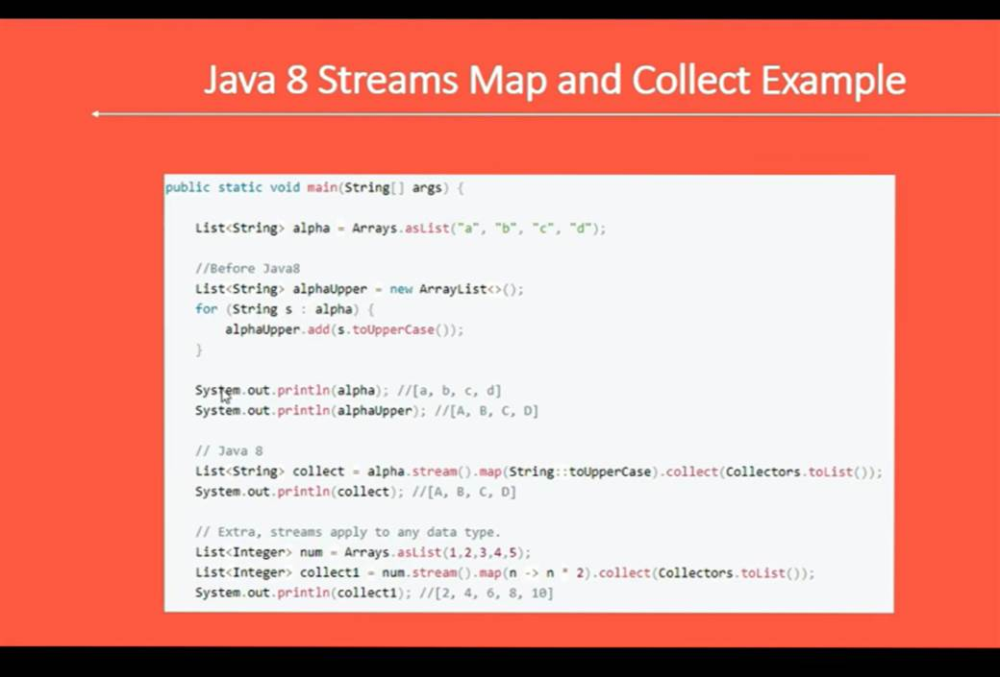 Java 8 Streams Map and Collect Example
public static void main(String[] args) {
List<String> alpha = Arrays.asList("a", "b", "c", "d");
//Before Java8
List<String> alphaUpper = new ArrayList<>();
for (String s : alpha) {
alphaUpper.add(s.toUpperCase());
}
System.out.println(alpha); //[a, b, c, d]
System.out.println(alphaUpper); //[A, B, C, D]
// Java 8
List<String> collect = alpha.stream().map(String::toUpperCase).collect(Collectors.toList());
System.out.println(collect); //[A, B, C, D]
// Extra, streams apply to any data type.
List<Integer> num = Arrays.asList(1,2,3,4,5);
List<Integer> collect1 = num.stream().map(n -> n * 2).collect(Collectors.toList());
System.out.println(collect1); //[2, 4, 6, 8, 10]